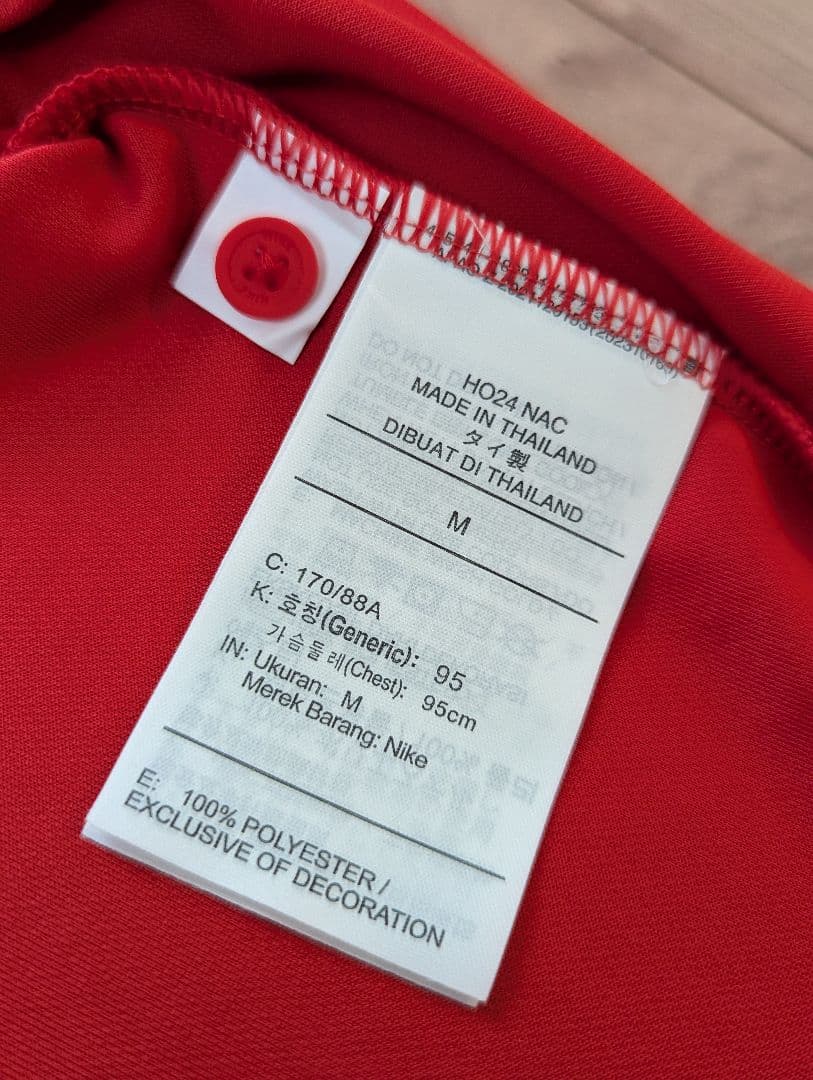 HO24 NAC
MADE IN THAILAND
タイ製
DIBUAT DI THAILAND
M
C: 170/88A
K: 호칭(Generic): 95
가슴둘레(Chest): 95cm
IN: Ukuran: M
Merek Barang: Nike
E: 100% POLYESTER /
EXCLUSIVE OF DECORATION